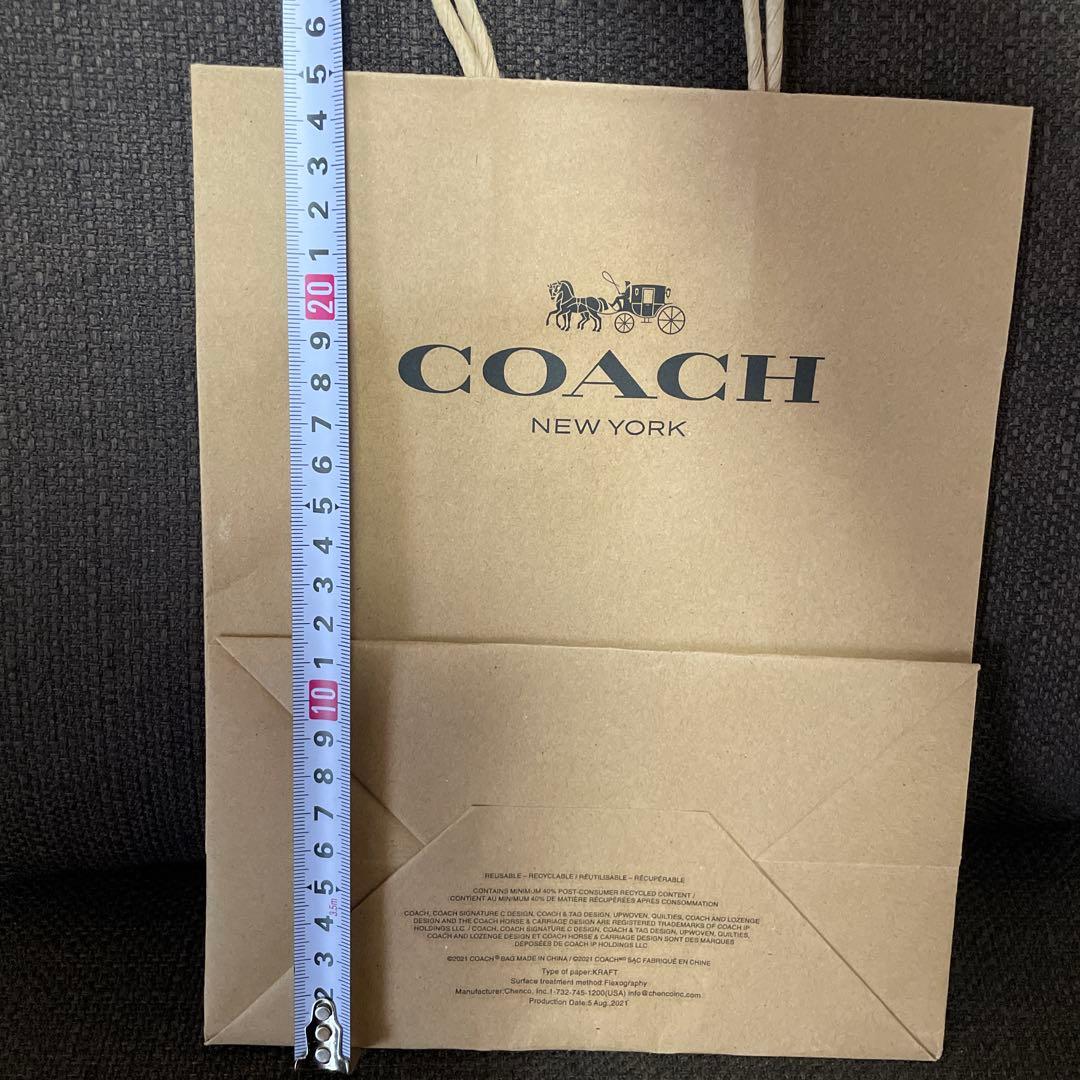 6
5
4
3
2
1
20
9
8
7
6
5
4
3
2
1
10
9
8
7
6
5
3.5m
4
3
2
COACH
NEW YORK
REUSABLE – RECYCLABLE / RÉUTILISABLE – RÉCUPÉRABLE
CONTAINS MINIMUM 40% POST-CONSUMER RECYCLED CONTENT /
CONTIENT AU MINIMUM 40% DE MATIÈRE RÉCUPÉRÉES APRÈS CONSOMMATION
COACH, COACH SIGNATURE C DESIGN, COACH & TAG DESIGN, UPWOVEN, QUILTIES, COACH AND LOZENGE
DESIGN AND THE COACH HORSE & CARRIAGE DESIGN ARE REGISTERED TRADEMARKS OF COACH IP
HOLDINGS LLC. / COACH, COACH SIGNATURE C DESIGN, COACH & TAG DESIGN, UPWOVEN, QUILTIES,
COACH AND LOZENGE DESIGN ET COACH HORSE & CARRIAGE DESIGN SONT DES MARQUES
DÉPOSÉES DE COACH IP HOLDINGS LLC
©2021 COACH® BAG MADE IN CHINA / ©2021 COACH SAC FABRIQUÉ EN CHINE
Type of paper:KRAFT
Surface treatment method:Flexography
Manufacturer:Chenco, Inc.1-732-745-1200(USA) info@chencoinc.com
Production Date:5 Aug.,2021